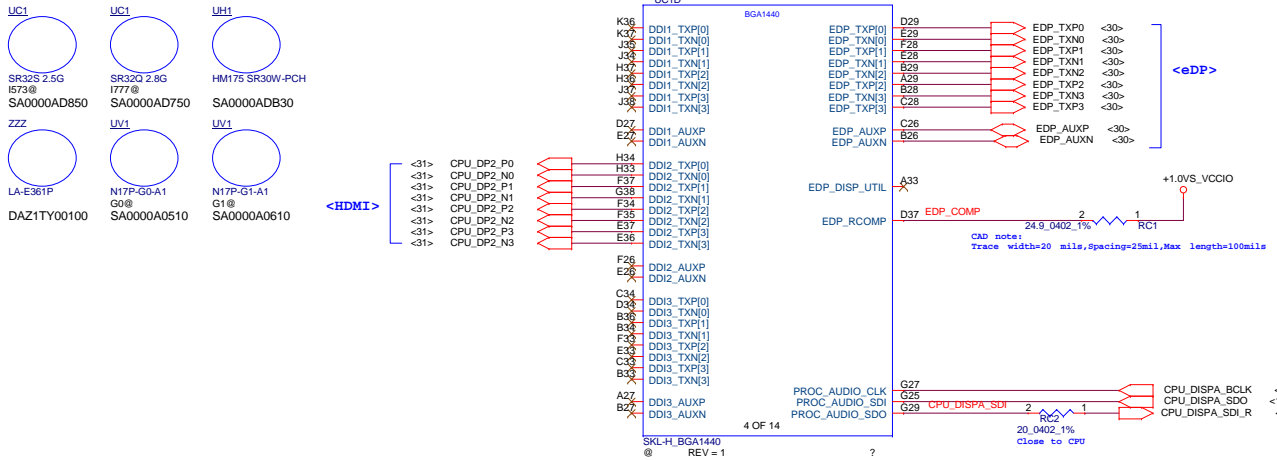 UC1
SR32S 2.5G
I573@
SA0000AD850
UC1
SR32Q 2.8G
I777@
SA0000AD750
UH1
HM175 SR30W-PCH
SA0000ADB30
ZZZ
LA-E361P
DAZ1TY00100
UV1
N17P-G0-A1
G0@
SA0000A0510
UV1
N17P-G1-A1
G1@
SA0000A0610
<HDMI>
<31> CPU_DP2_P0
<31> CPU_DP2_N0
<31> CPU_DP2_P1
<31> CPU_DP2_N1
<31> CPU_DP2_P2
<31> CPU_DP2_N2
<31> CPU_DP2_P3
<31> CPU_DP2_N3
UC1D
BGA1440
K36 DDI1_TXP[0]
K37 DDI1_TXN[0]
J35 DDI1_TXP[1]
J34 DDI1_TXN[1]
H37 DDI1_TXP[2]
H36 DDI1_TXN[2]
J37 DDI1_TXP[3]
J38 DDI1_TXN[3]
D27 DDI1_AUXP
E27 DDI1_AUXN
H34 DDI2_TXP[0]
H33 DDI2_TXN[0]
F37 DDI2_TXP[1]
G38 DDI2_TXN[1]
F34 DDI2_TXP[2]
F35 DDI2_TXN[2]
E37 DDI2_TXP[3]
E36 DDI2_TXN[3]
F26 DDI2_AUXP
E26 DDI2_AUXN
C34 DDI3_TXP[0]
D34 DDI3_TXN[0]
B36 DDI3_TXP[1]
B34 DDI3_TXN[1]
F33 DDI3_TXP[2]
E33 DDI3_TXN[2]
C33 DDI3_TXP[3]
B33 DDI3_TXN[3]
A27 DDI3_AUXP
B27 DDI3_AUXN
EDP_TXP[0] D29 EDP_TXP0 <30>
EDP_TXN[0] E29 EDP_TXN0 <30>
EDP_TXP[1] F28 EDP_TXP1 <30>
EDP_TXN[1] E28 EDP_TXN1 <30>
EDP_TXN[2] B29 EDP_TXN2 <30>
EDP_TXP[2] A29 EDP_TXP2 <30>
EDP_TXN[3] B28 EDP_TXN3 <30>
EDP_TXP[3] C28 EDP_TXP3 <30>
<eDP>
EDP_AUXP C26 EDP_AUXP <30>
EDP_AUXN B26 EDP_AUXN <30>
EDP_DISP_UTIL A33
+1.0VS_VCCIO
EDP_RCOMP D37 EDP_COMP 2 1
24.9_0402_1% RC1
CAD note:
Trace width=20 mils,Spacing=25mil,Max length=100mils
PROC_AUDIO_CLK G27 CPU_DISPA_BCLK <
PROC_AUDIO_SDI G25 CPU_DISPA_SDO <
PROC_AUDIO_SDO G29 CPU_DISPA_SDI 2 1 CPU_DISPA_SDI_R <
RC2
20_0402_1%
Close to CPU
4 OF 14
SKL-H_BGA1440
@ REV = 1 ?